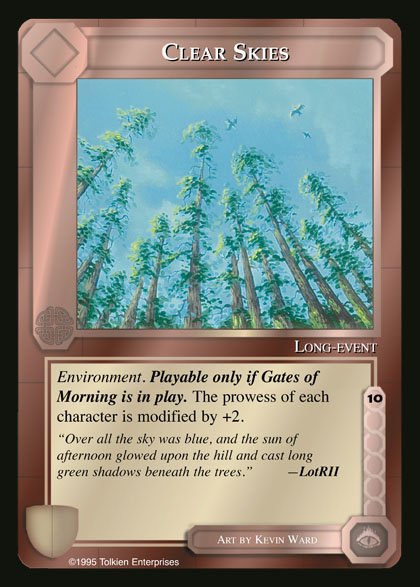 Clear Skies
Long-event
Environment. Playable only if Gates of
Morning is in play. The prowess of each
character is modified by +2.
10
“Over all the sky was blue, and the sun of
afternoon glowed upon the hill and cast long
green shadows beneath the trees.” —LotRII
Art by Kevin Ward
©1995 Tolkien Enterprises